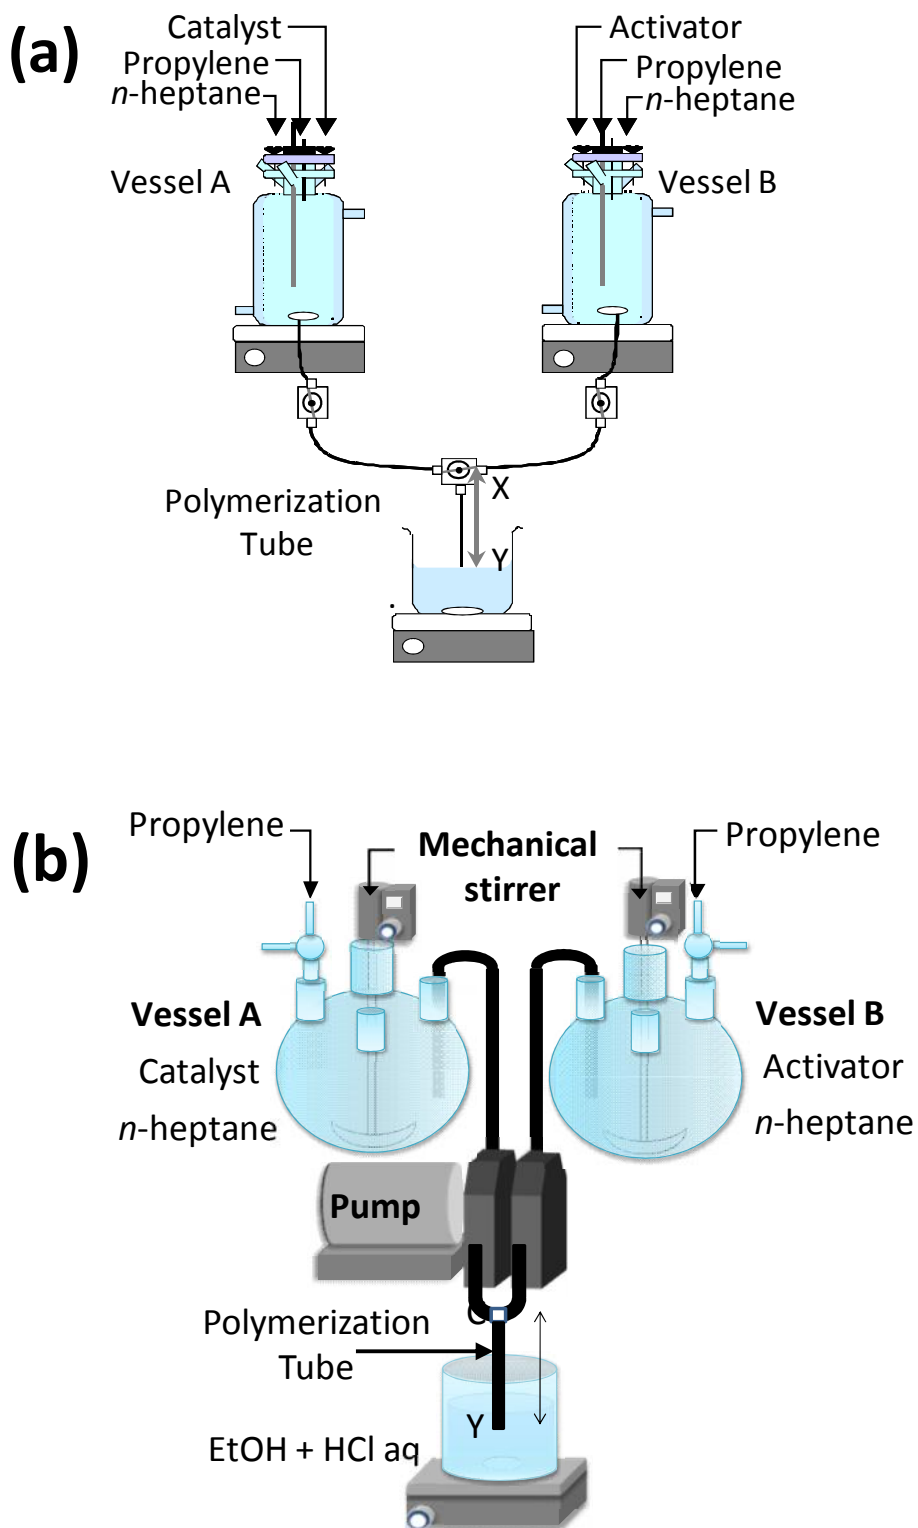 (a)
Catalyst
Propylene
n-heptane
Activator
Propylene
n-heptane
Vessel A
Vessel B
X
Polymerization
Tube
Y
(b)
Propylene
Mechanical
stirrer
Propylene
Vessel A
Catalyst
n-heptane
Vessel B
Activator
n-heptane
Pump
Polymerization
Tube
Y
EtOH + HCl aq